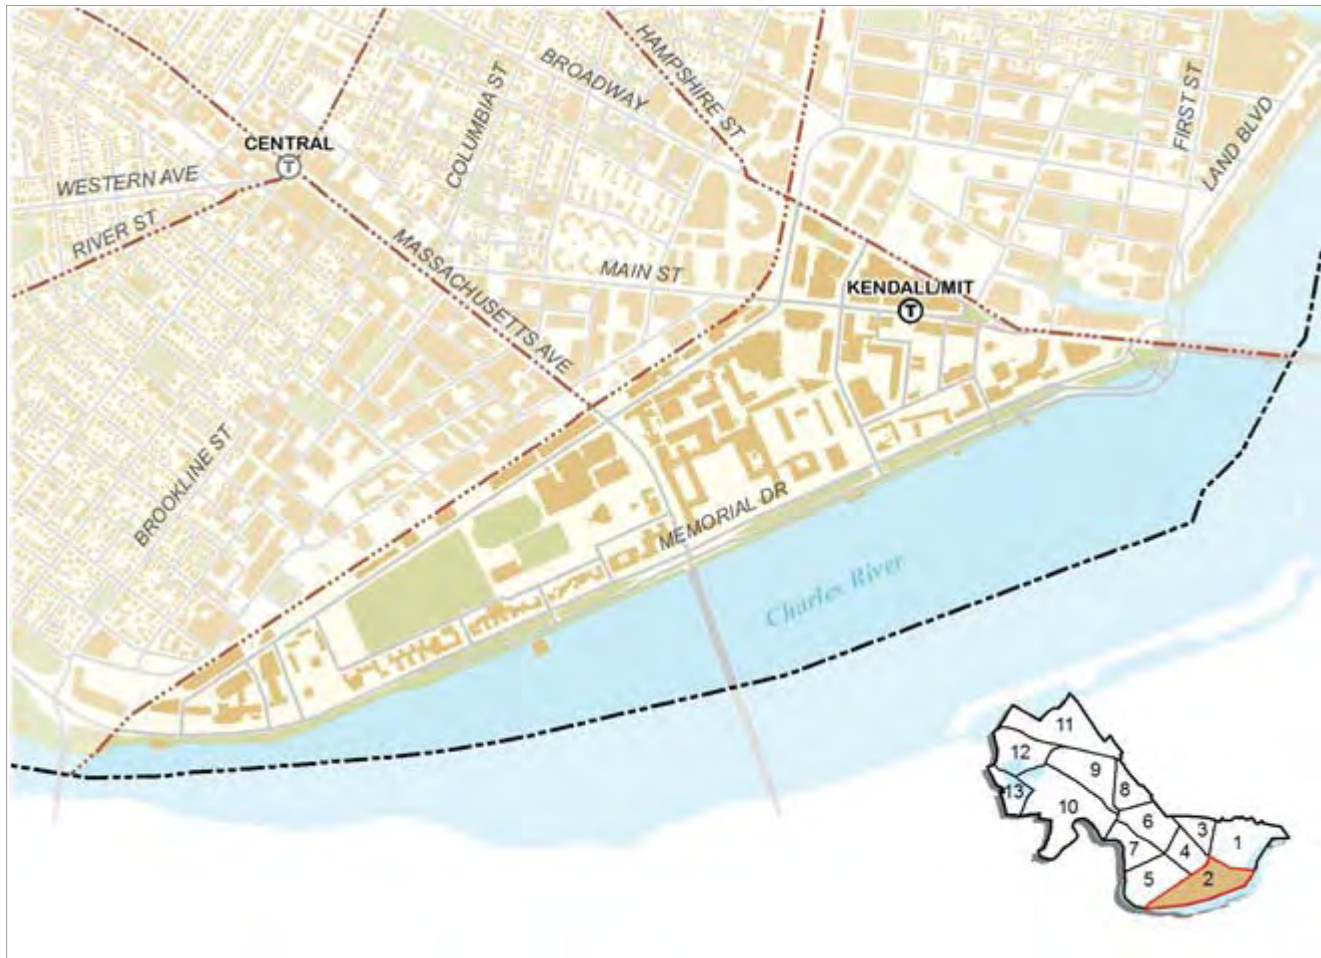 HAMPSHIRE ST
BROADWAY
COLUMBIA ST
FIRST ST
LAND BLVD
CENTRAL
T
WESTERN AVE
RIVER ST
MASSACHUSETTS AVE
MAIN ST
KENDALL/MIT
T
BROOKLINE ST
MEMORIAL DR
Charles River
11
12
9
13
8
10
6
3
1
7
4
5
2